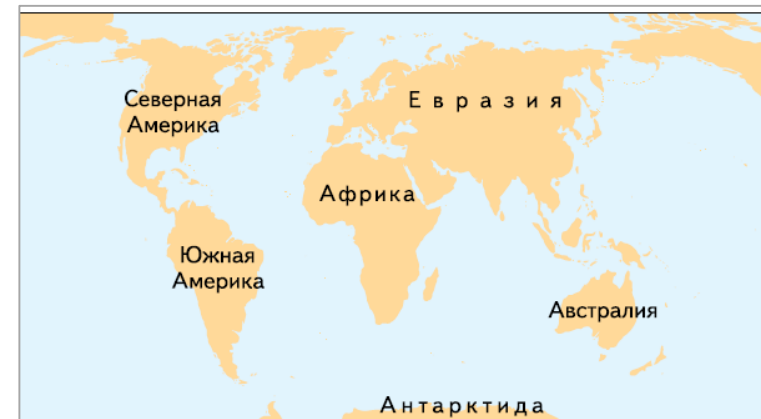 Северная
Америка
Евразия
Африка
Южная
Америка
Австралия
Антарктида